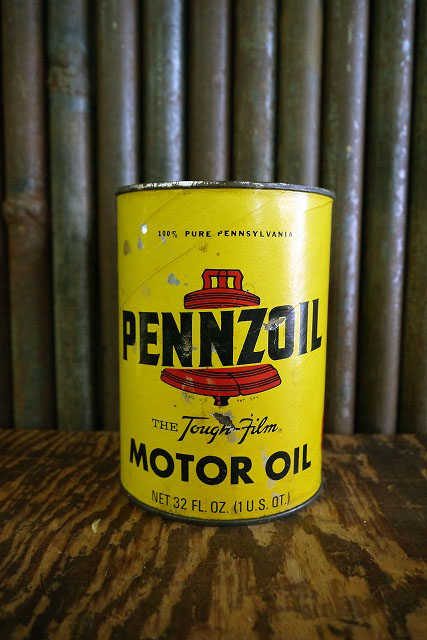 100% PURE PENNSYLVANIA
PENNZOIL
THE Tough-Film®
MOTOR OIL
NET 32 FL. OZ. (1 U.S. QT.)